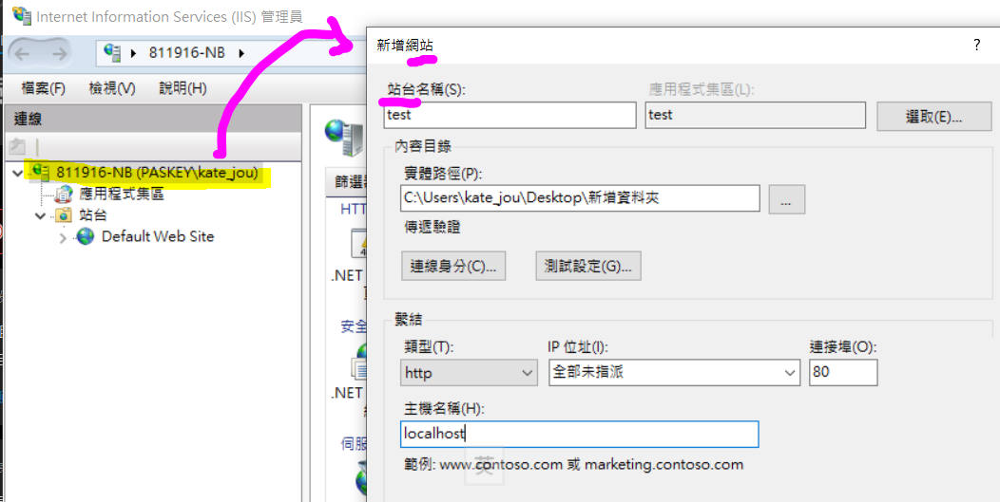 Internet Information Services (IIS) 管理員
811916-NB
檔案(F) 檢視(V) 說明(H)
連線
811916-NB (PASKEY\kate_jou)
應用程式集區
站台
Default Web Site
篩選
HTT
.NET
安全
.NET
伺服
新增網站
?
站台名稱(S):
應用程式集區(L):
test
test
選取(E)...
內容目錄
實體路徑(P):
C:\Users\kate_jou\Desktop\新增資料夾
...
傳遞驗證
連線身分(C)...
測試設定(G)...
繫結
類型(T):
IP 位址(I):
連接埠(O):
http
全部未指派
80
主機名稱(H):
localhost
範例: www.contoso.com 或 marketing.contoso.com
英